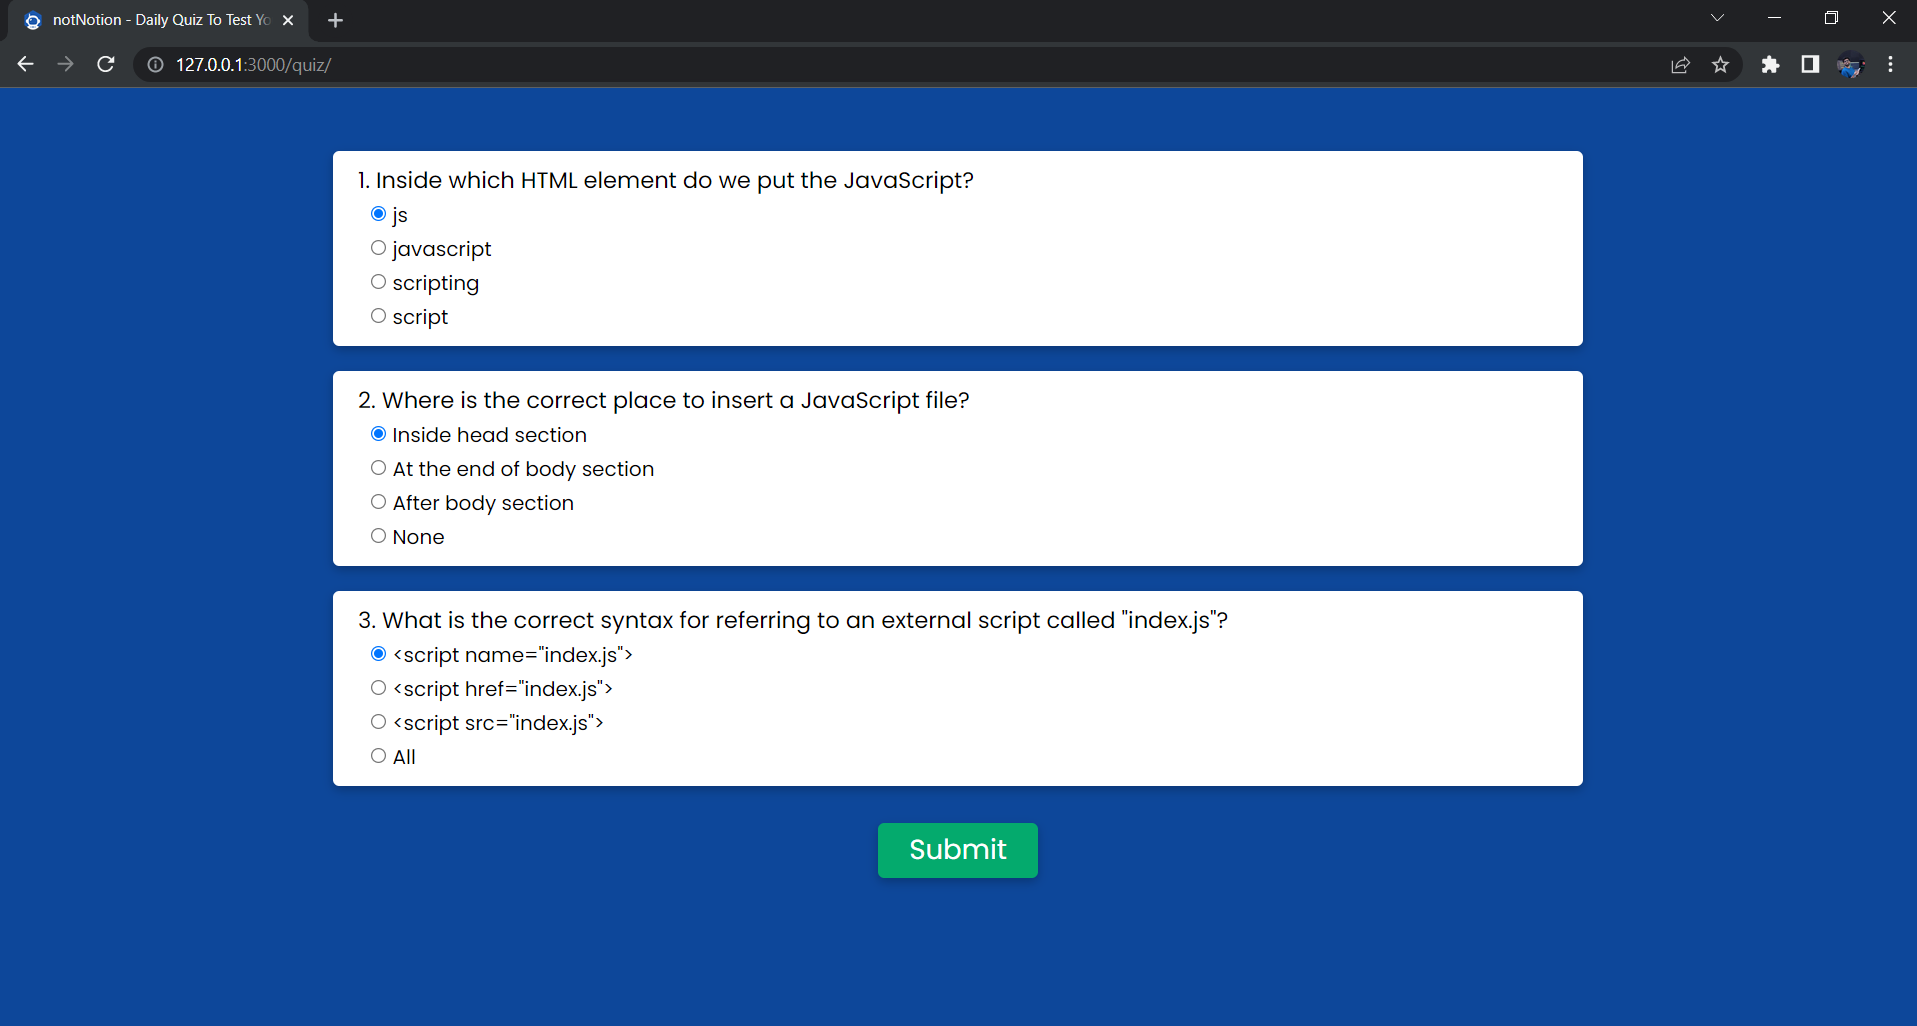 notNotion - Daily Quiz To Test Yo
127.0.0.1:3000/quiz/
1. Inside which HTML element do we put the JavaScript?
js
javascript
scripting
script
2. Where is the correct place to insert a JavaScript file?
Inside head section
At the end of body section
After body section
None
3. What is the correct syntax for referring to an external script called "index.js"?
<script name="index.js">
<script href="index.js">
<script src="index.js">
All
Submit